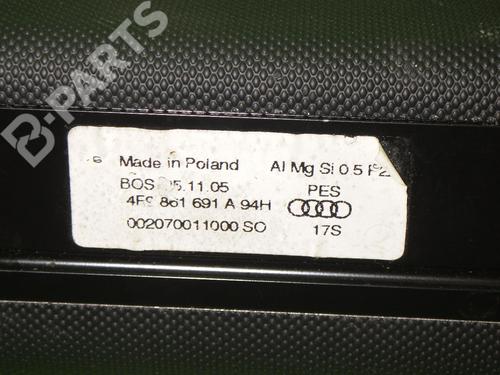 B-PARTS
Made in Poland Al Mg Si 0.5 F22
BOS 05.11.05 PES
4F9 861 691 A 94H
002070011000 SO 17S